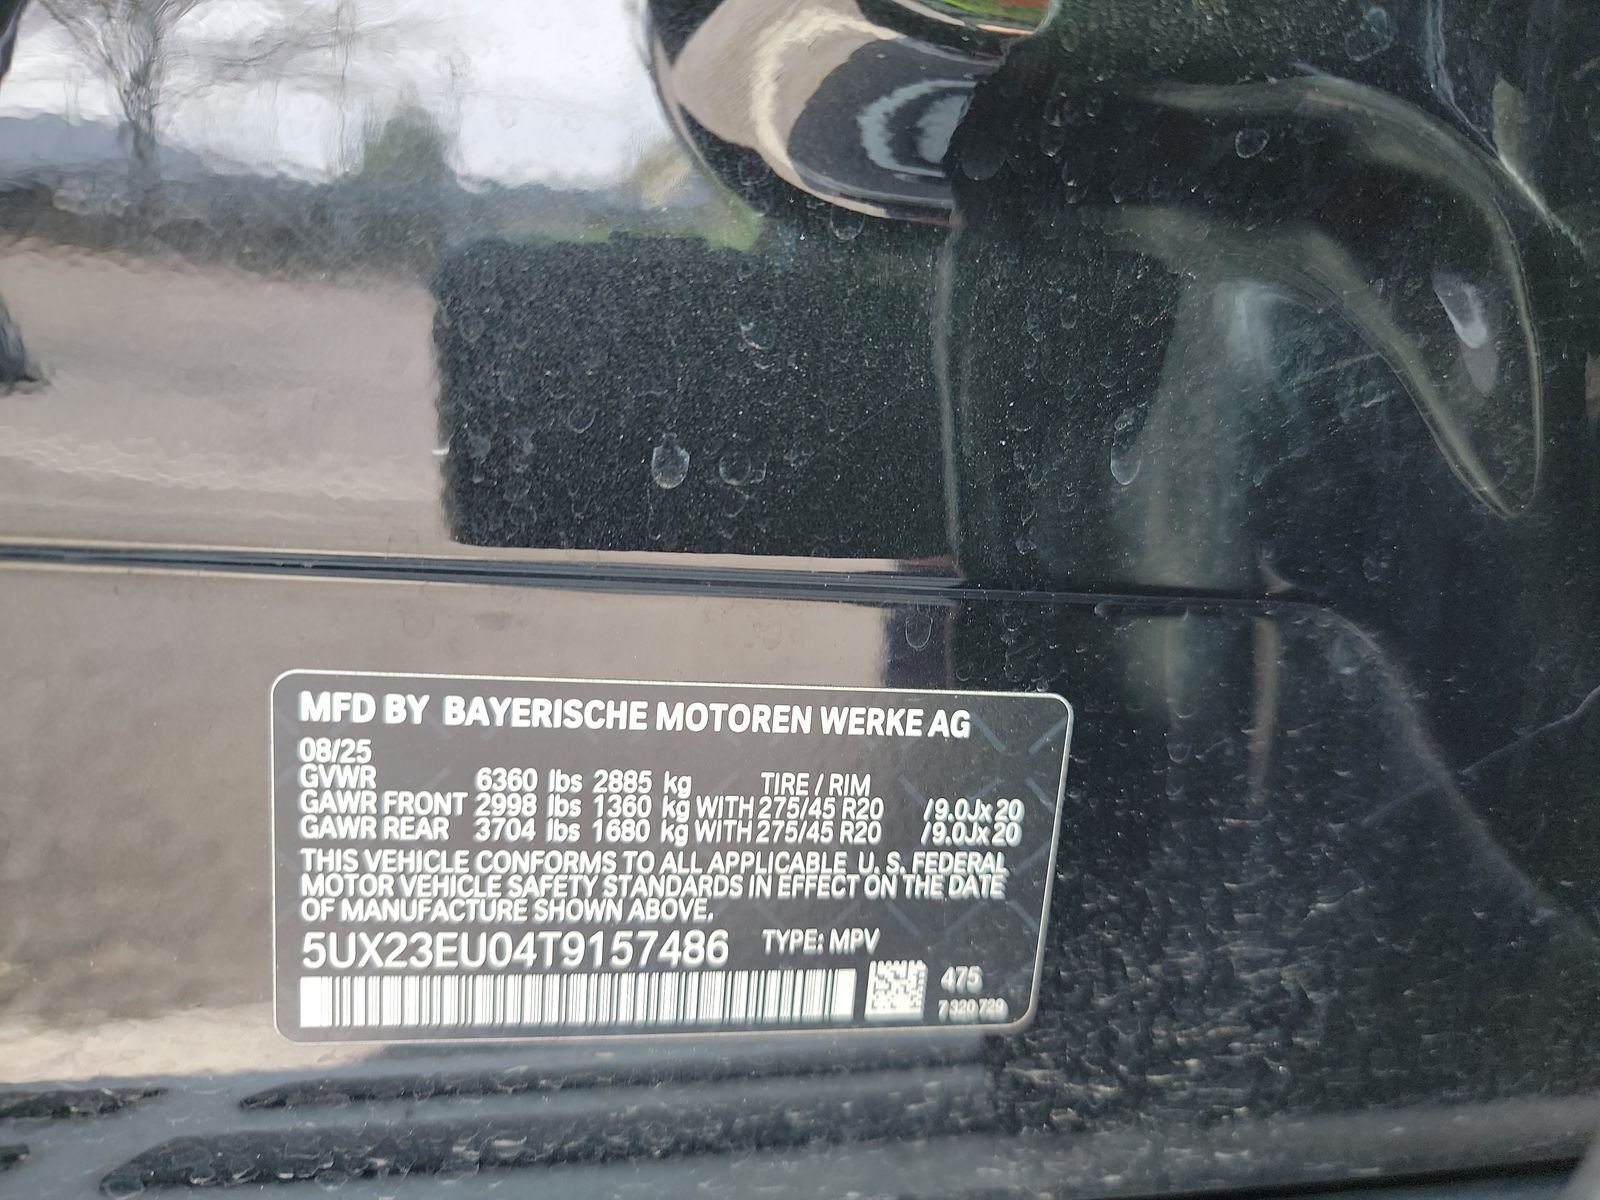 MFD BY BAYERISCHE MOTOREN WERKE AG
08/25
GVWR 6360 lbs 2885 kg TIRE / RIM
GAWR FRONT 2998 lbs 1360 kg WITH 275/45 R20 /9.0Jx20
GAWR REAR 3704 lbs 1680 kg WITH 275/45 R20 /9.0Jx20
THIS VEHICLE CONFORMS TO ALL APPLICABLE U.S. FEDERAL
MOTOR VEHICLE SAFETY STANDARDS IN EFFECT ON THE DATE
OF MANUFACTURE SHOWN ABOVE.
5UX23EU04T9157486 TYPE: MPV
475
7 320 729